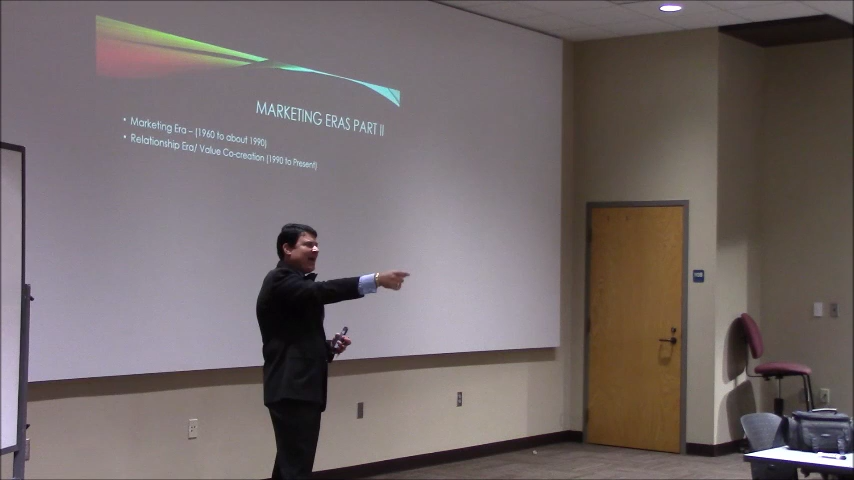 MARKETING ERAS PART II
• Marketing Era – (1960 to about 1990)
• Relationship Era/ Value Co-creation (1990 to Present)